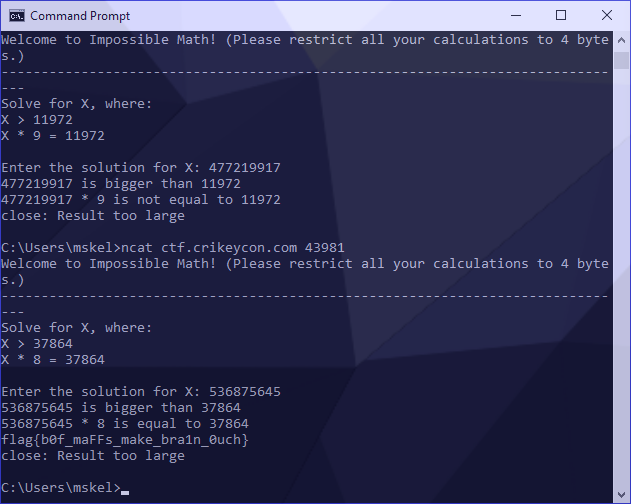 Command Prompt
Welcome to Impossible Math! (Please restrict all your calculations to 4 byte
s.)
----------------------------------------------------------------------------
---
Solve for X, where:
X > 11972
X * 9 = 11972
Enter the solution for X: 477219917
477219917 is bigger than 11972
477219917 * 9 is not equal to 11972
close: Result too large
C:\Users\mskel>ncat ctf.crikeycon.com 43981
Welcome to Impossible Math! (Please restrict all your calculations to 4 byte
s.)
----------------------------------------------------------------------------
---
Solve for X, where:
X > 37864
X * 8 = 37864
Enter the solution for X: 536875645
536875645 is bigger than 37864
536875645 * 8 is equal to 37864
flag{b0f_maFFs_make_bra1n_0uch}
close: Result too large
C:\Users\mskel>